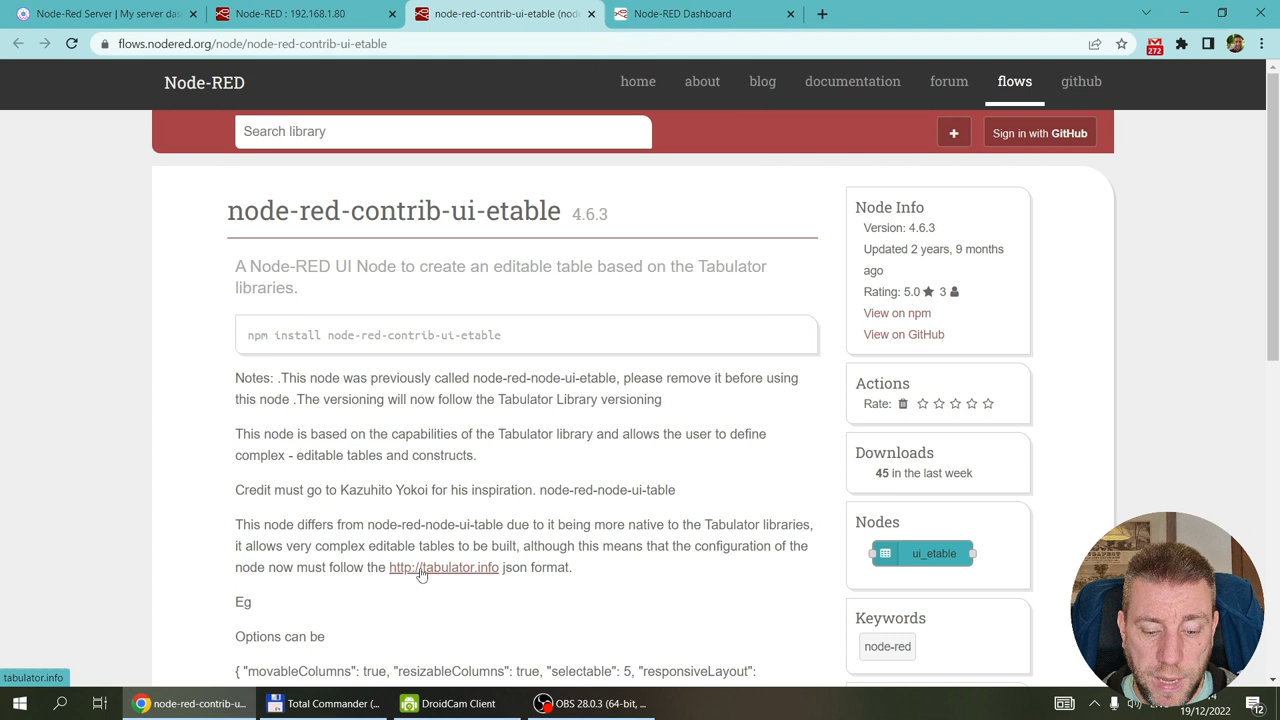 Server | My server das
Node-RED : 192.168.1.80
node-red-contrib-ui-etable (nod
Node-RED Dashboard
flows.nodered.org/node/node-red-contrib-ui-etable
272
Node-RED
home
about
blog
documentation
forum
flows
github
Search library
+
Sign in with GitHub
node-red-contrib-ui-etable 4.6.3
A Node-RED UI Node to create an editable table based on the Tabulator
libraries.
npm install node-red-contrib-ui-etable
Notes: .This node was previously called node-red-node-ui-etable, please remove it before using
this node .The versioning will now follow the Tabulator Library versioning
This node is based on the capabilities of the Tabulator library and allows the user to define
complex - editable tables and constructs.
Credit must go to Kazuhito Yokoi for his inspiration. node-red-node-ui-table
This node differs from node-red-node-ui-table due to it being more native to the Tabulator libraries,
it allows very complex editable tables to be built, although this means that the configuration of the
node now must follow the http://tabulator.info json format.
Eg
Options can be
{ "movableColumns": true, "resizableColumns": true, "selectable": 5, "responsiveLayout":
Node Info
Version: 4.6.3
Updated 2 years, 9 months
ago
Rating: 5.0 3
View on npm
View on GitHub
Actions
Rate:
Downloads
45 in the last week
Nodes
ui_etable
Keywords
node-red
tabulator.info
node-red-contrib-u...
Total Commander (...
DroidCam Client
OBS 28.0.3 (64-bit, ...
19/12/2022
12